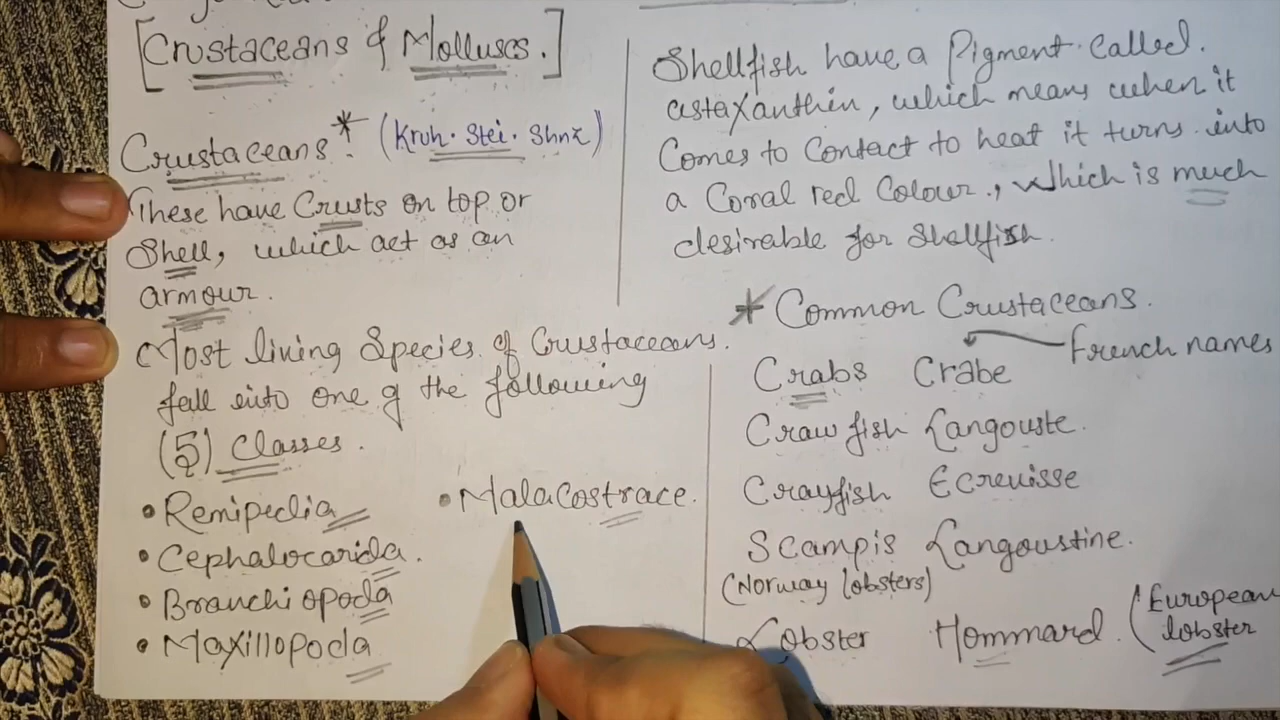 [Crustaceans & Molluscs.]
Crustaceans * (Kruh. Stei. Shnz)
These have Crusts on top or
Shell, which act as an
armour.
Most living Species of Crustaceans.
fall into one of the following
(5) Classes.
• Remipedia
• Cephalocarida.
• Branchiopoda
• Maxillopoda
• Malacostrace.
Shellfish have a Pigment Called.
astaxanthin, which means when it
Comes to Contact to heat it turns into
a Coral red Colour., which is much
desirable for Shellfish.
* Common Crustaceans.
French names
Crabs Crabe
Craw fish Langouste.
Crayfish Ecrevisse
Scampis Langoustine.
(Norway lobsters)
Lobster Hommard. (European
lobster